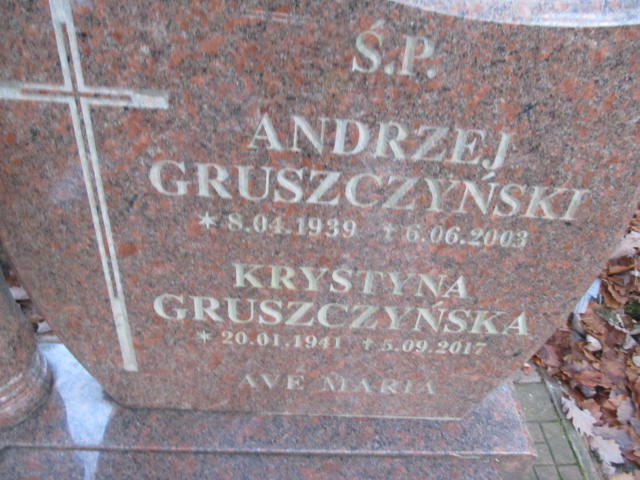 Ś.P.
ANDRZEJ
GRUSZCZYŃSKI
* 8.04.1939 † 6.06.2003
KRYSTYNA
GRUSZCZYŃSKA
* 20.01.1941 † 5.09.2017
AVE MARIA